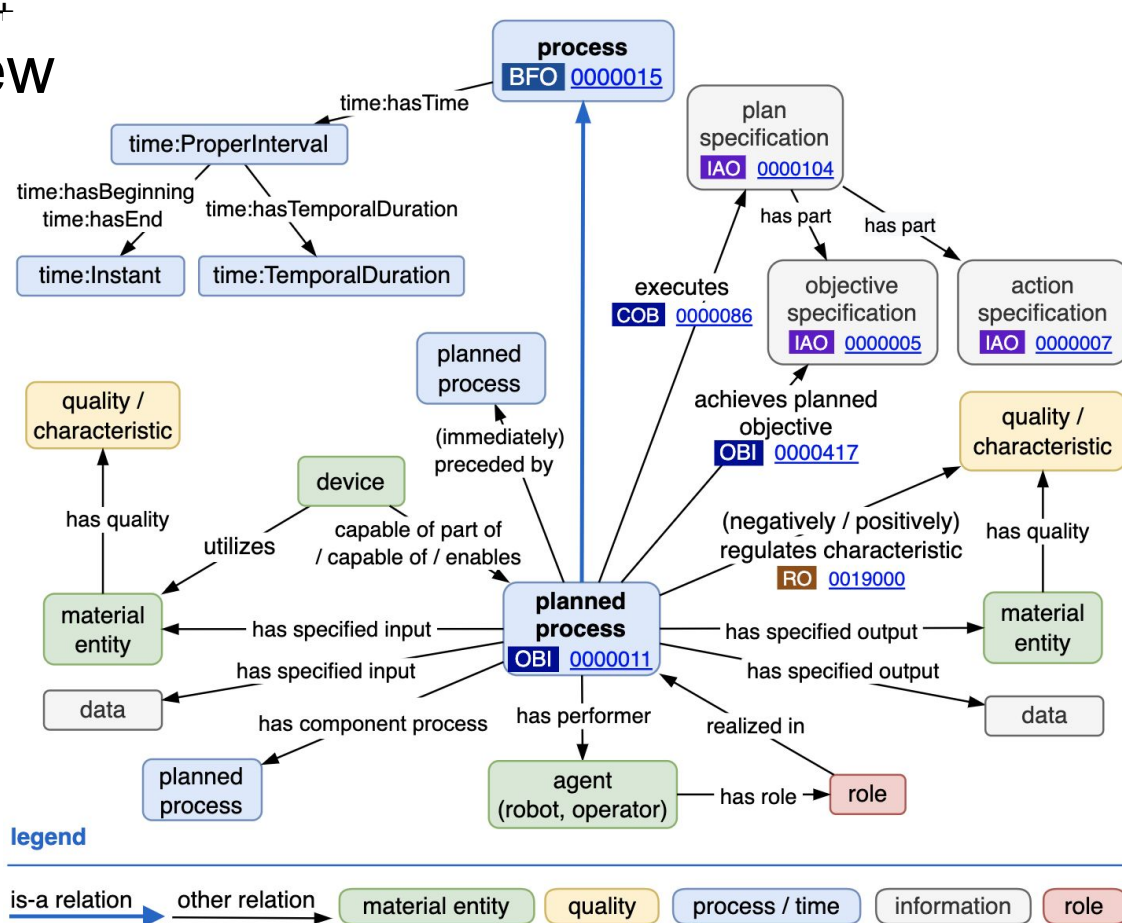 ew
process
BFO 0000015
time:hasTime
time:ProperInterval
time:hasBeginning
time:hasEnd
time:hasTemporalDuration
time:Instant
time:TemporalDuration
plan
specification
IAO 0000104
has part
has part
executes
COB 0000086
objective
specification
IAO 0000005
action
specification
IAO 0000007
planned
process
(immediately)
preceded by
achieves planned
objective
OBI 0000417
quality /
characteristic
has quality
device
utilizes
capable of part of
/ capable of / enables
quality /
characteristic
(negatively / positively)
regulates characteristic
RO 0019000
has quality
material
entity
has specified input
planned
process
OBI 0000011
has specified output
material
entity
has specified input
data
has specified output
data
has component process
planned
process
has performer
agent
(robot, operator)
has role
role
realized in
legend
is-a relation
other relation
material entity
quality
process / time
information
role